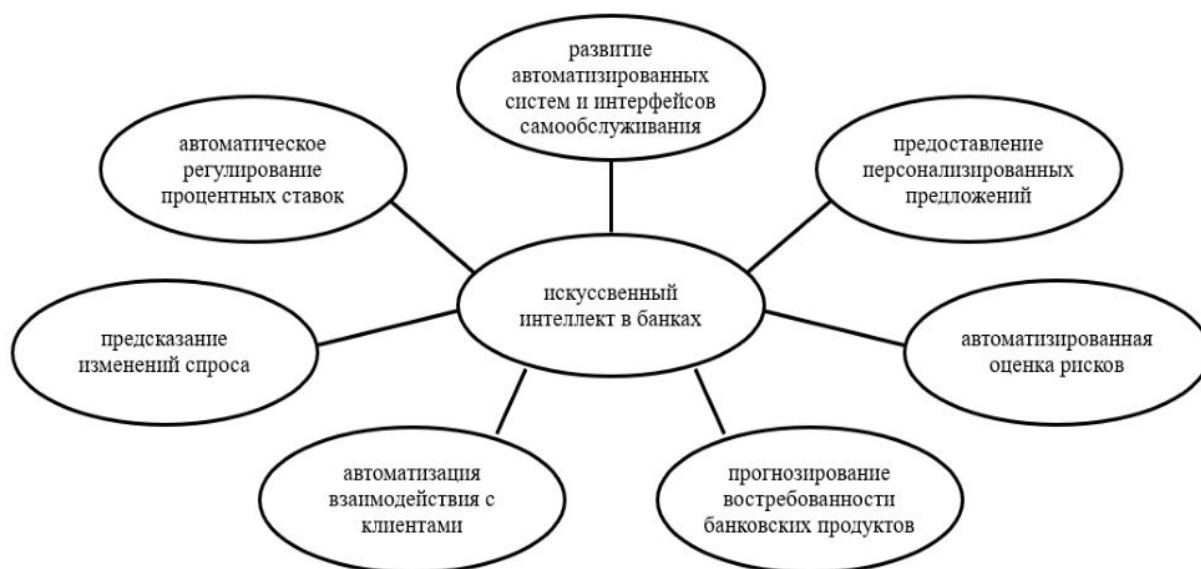 развитие
автоматизированных
систем и интерфейсов
самообслуживания
автоматическое
регулирование
процентных ставок
предоставление
персонализированных
предложений
искуссвенный
интеллект в банках
предсказание
изменений спроса
автоматизированная
оценка рисков
автоматизация
взаимодействия с
клиентами
прогнозирование
востребованности
банковских продуктов